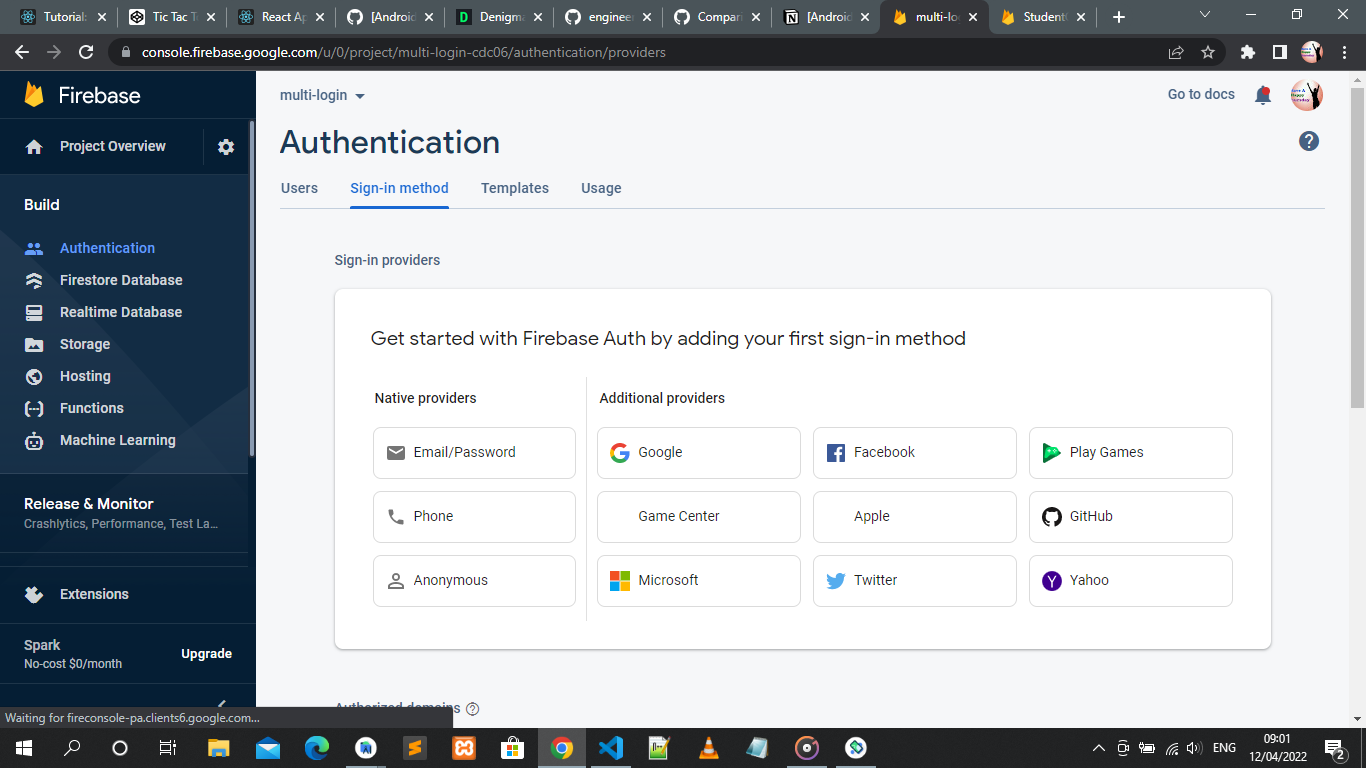 Tutorial:
Tic Tac T
React Ap
[Android
Denigma
engineer
Compari
[Android
multi-lo
Student
console.firebase.google.com/u/0/project/multi-login-cdc06/authentication/providers
Firebase
multi-login
Go to docs
Project Overview
Authentication
Users
Sign-in method
Templates
Usage
Build
Authentication
Firestore Database
Realtime Database
Storage
Hosting
Functions
Machine Learning
Release & Monitor
Crashlytics, Performance, Test La...
Extensions
Spark
No-cost $0/month
Upgrade
Sign-in providers
Get started with Firebase Auth by adding your first sign-in method
Native providers
Additional providers
Email/Password
Google
Facebook
Play Games
Phone
Game Center
Apple
GitHub
Anonymous
Microsoft
Twitter
Yahoo
Authorized domains
Waiting for fireconsole-pa.clients6.google.com...
ENG
09:01
12/04/2022
2